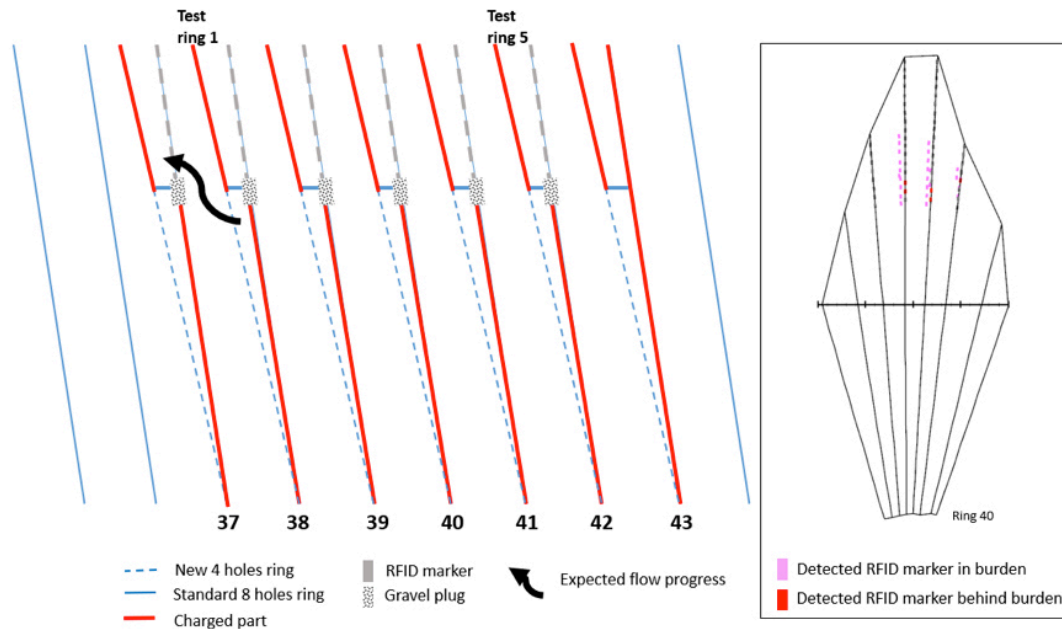 Test
ring 1
Test
ring 5
37 38 39 40 41 42 43
Ring 40
New 4 holes ring
Standard 8 holes ring
Charged part
RFID marker
Gravel plug
Expected flow progress
Detected RFID marker in burden
Detected RFID marker behind burden